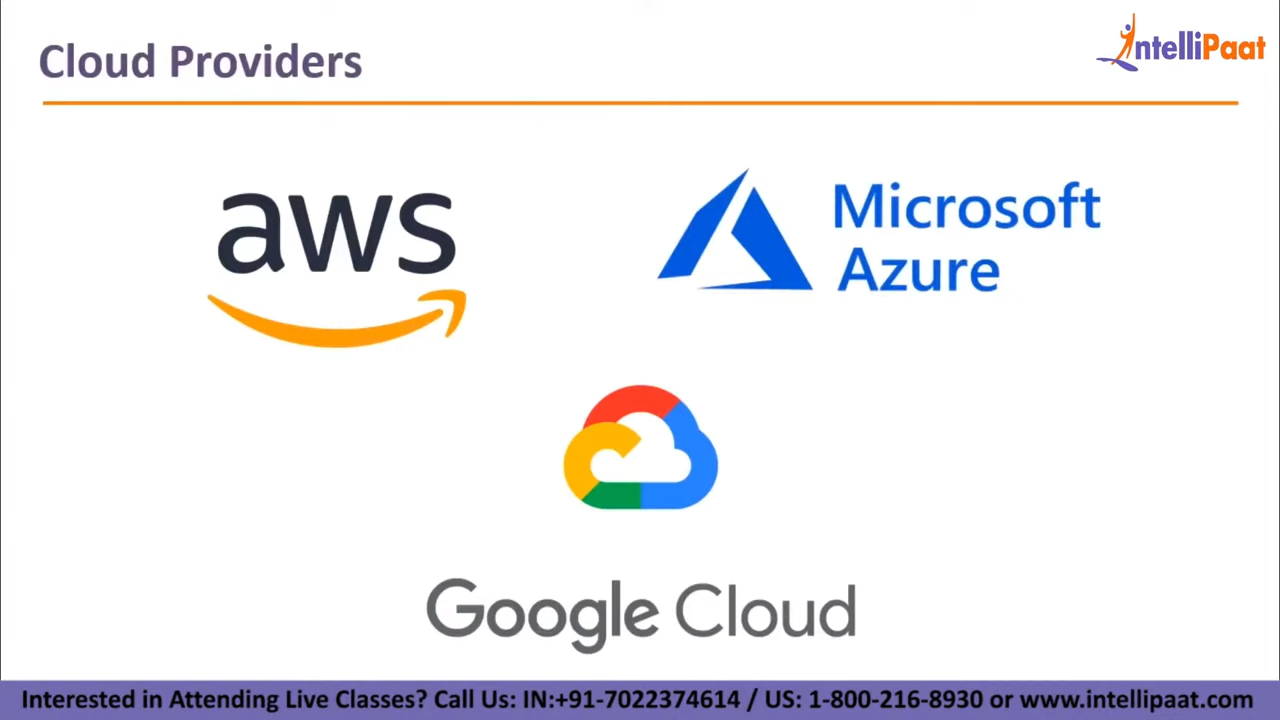 Cloud Providers
IntelliPaat
aws
Microsoft
Azure
Google Cloud
Interested in Attending Live Classes? Call Us: IN:+91-7022374614 / US: 1-800-216-8930 or www.intellipaat.com